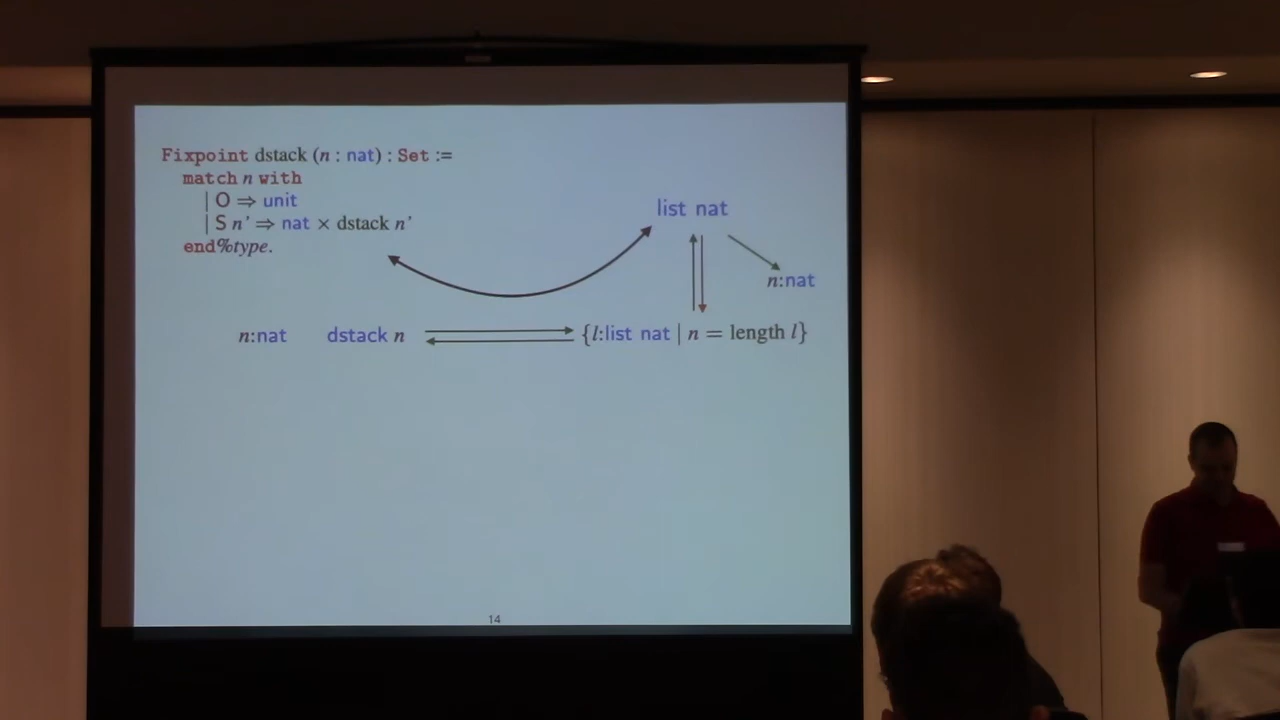 Fixpoint dstack (n : nat) : Set :=
match n with
| O ⇒ unit
| S n' ⇒ nat × dstack n'
end%type.
list nat
n:nat
n:nat dstack n {l:list nat | n = length l}
14